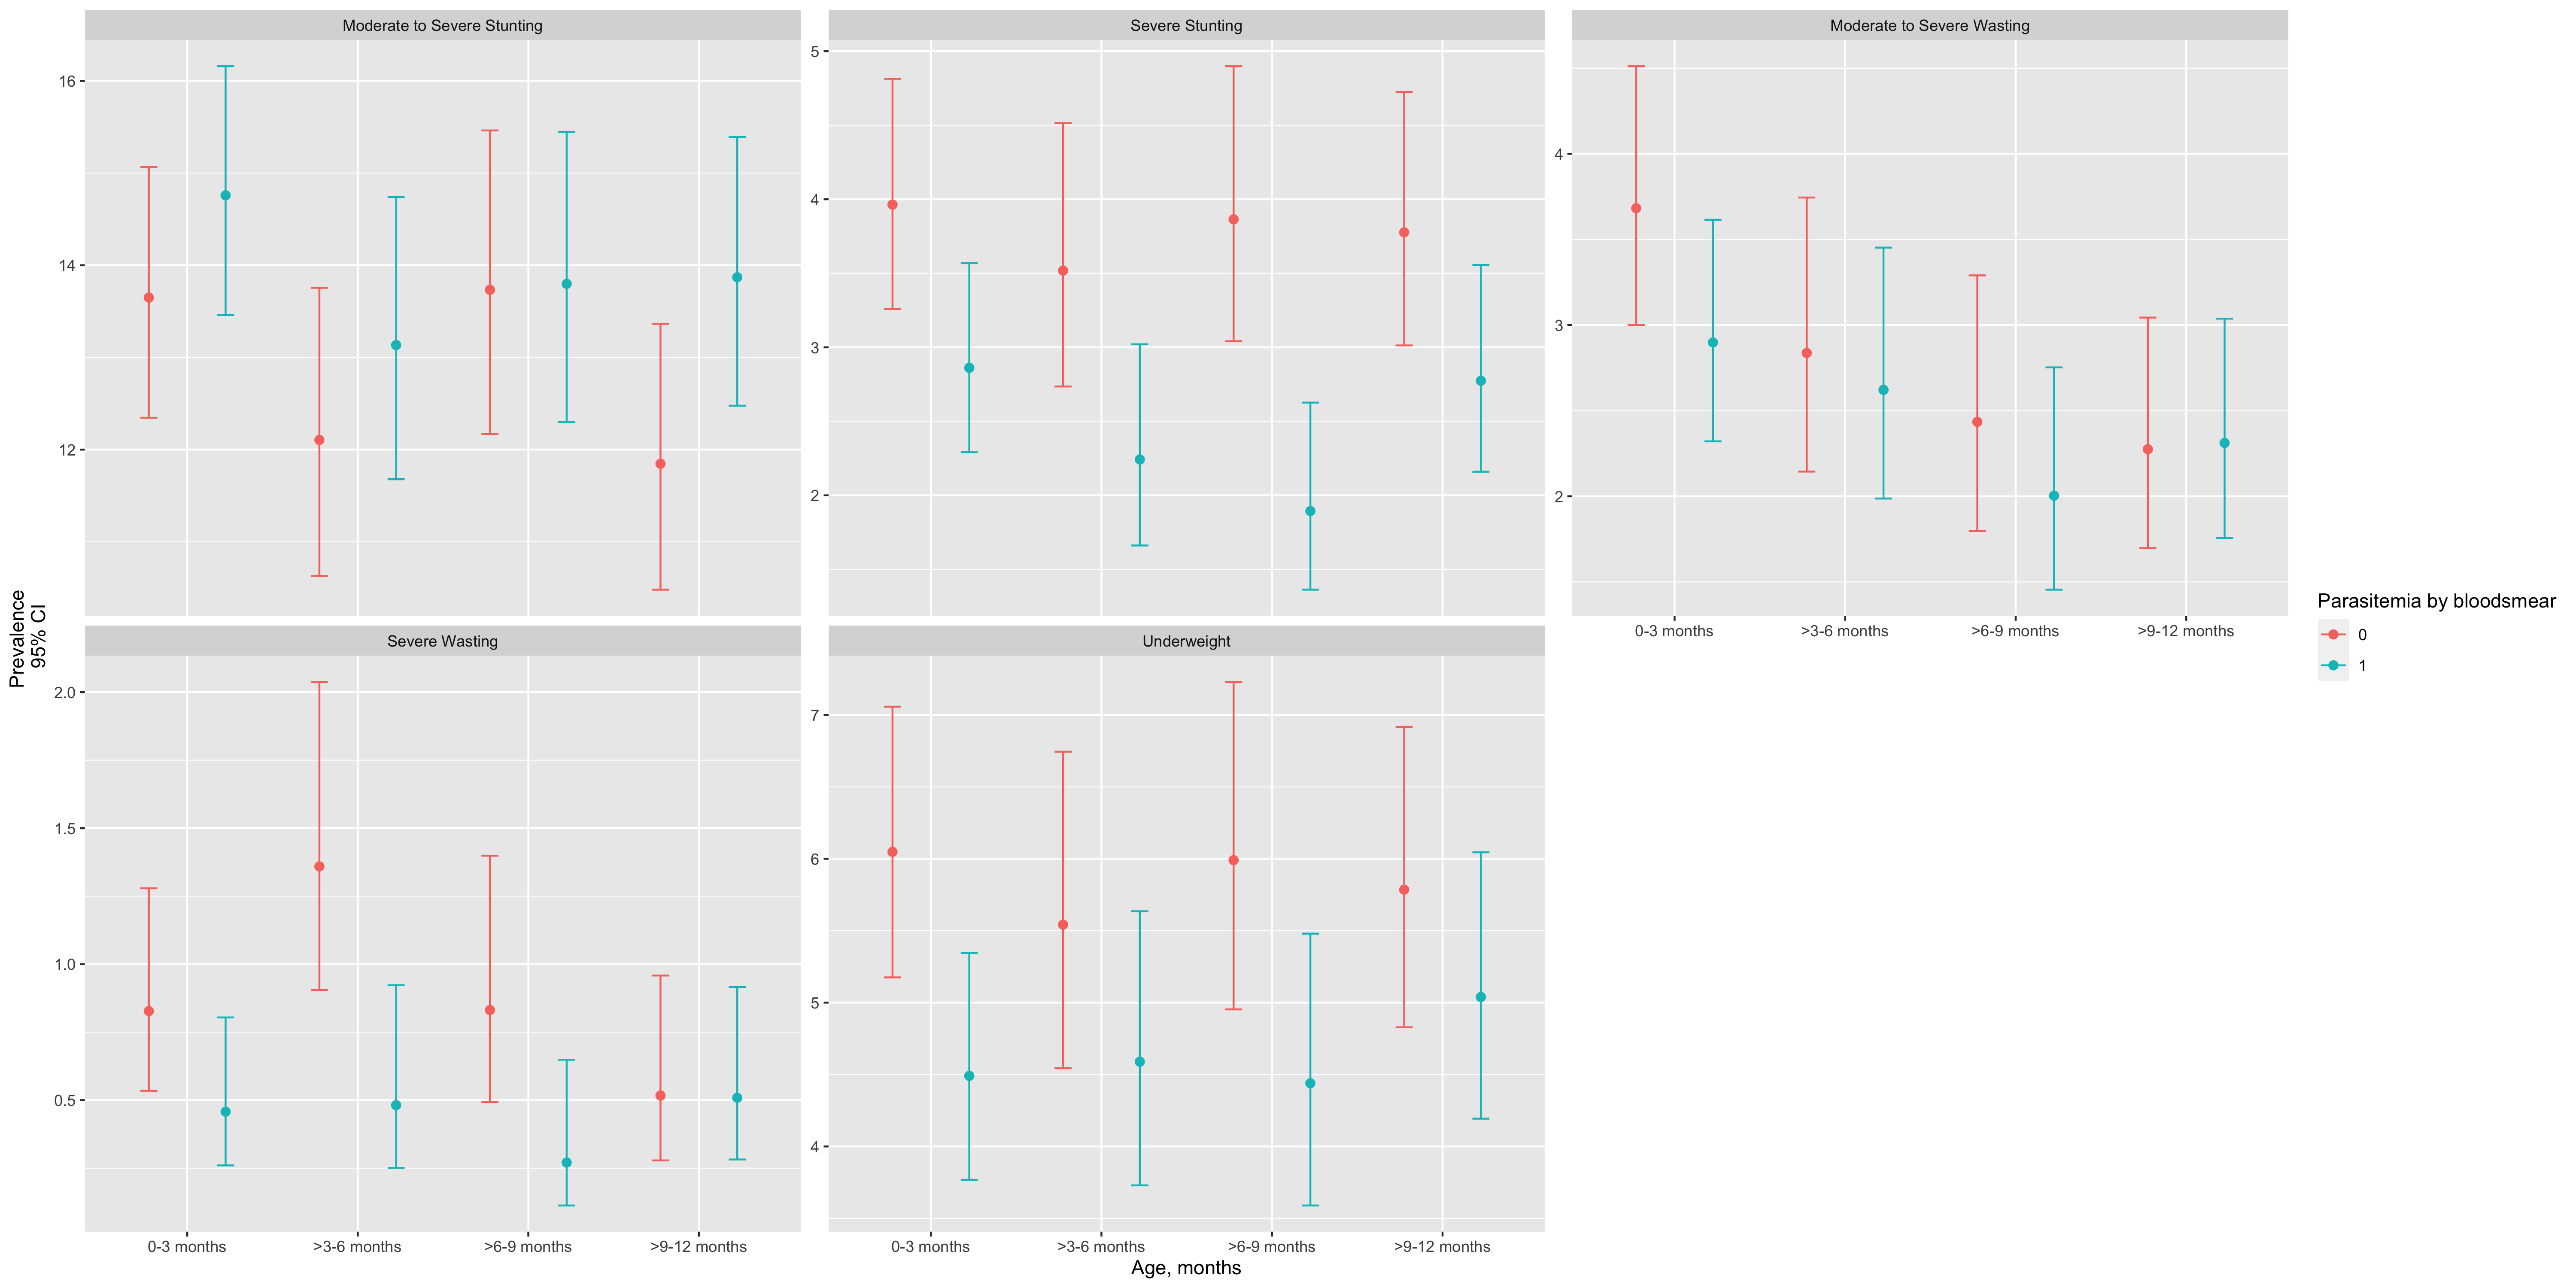 Moderate to Severe Stunting
Severe Stunting
Moderate to Severe Wasting
16
14
12
5
4
3
2
4
3
2
0-3 months
>3-6 months
>6-9 months
>9-12 months
Prevalence
95% CI
Severe Wasting
Underweight
2.0
1.5
1.0
0.5
7
6
5
4
0-3 months
>3-6 months
>6-9 months
>9-12 months
0-3 months
>3-6 months
>6-9 months
>9-12 months
Age, months
Parasitemia by bloodsmear
0
1